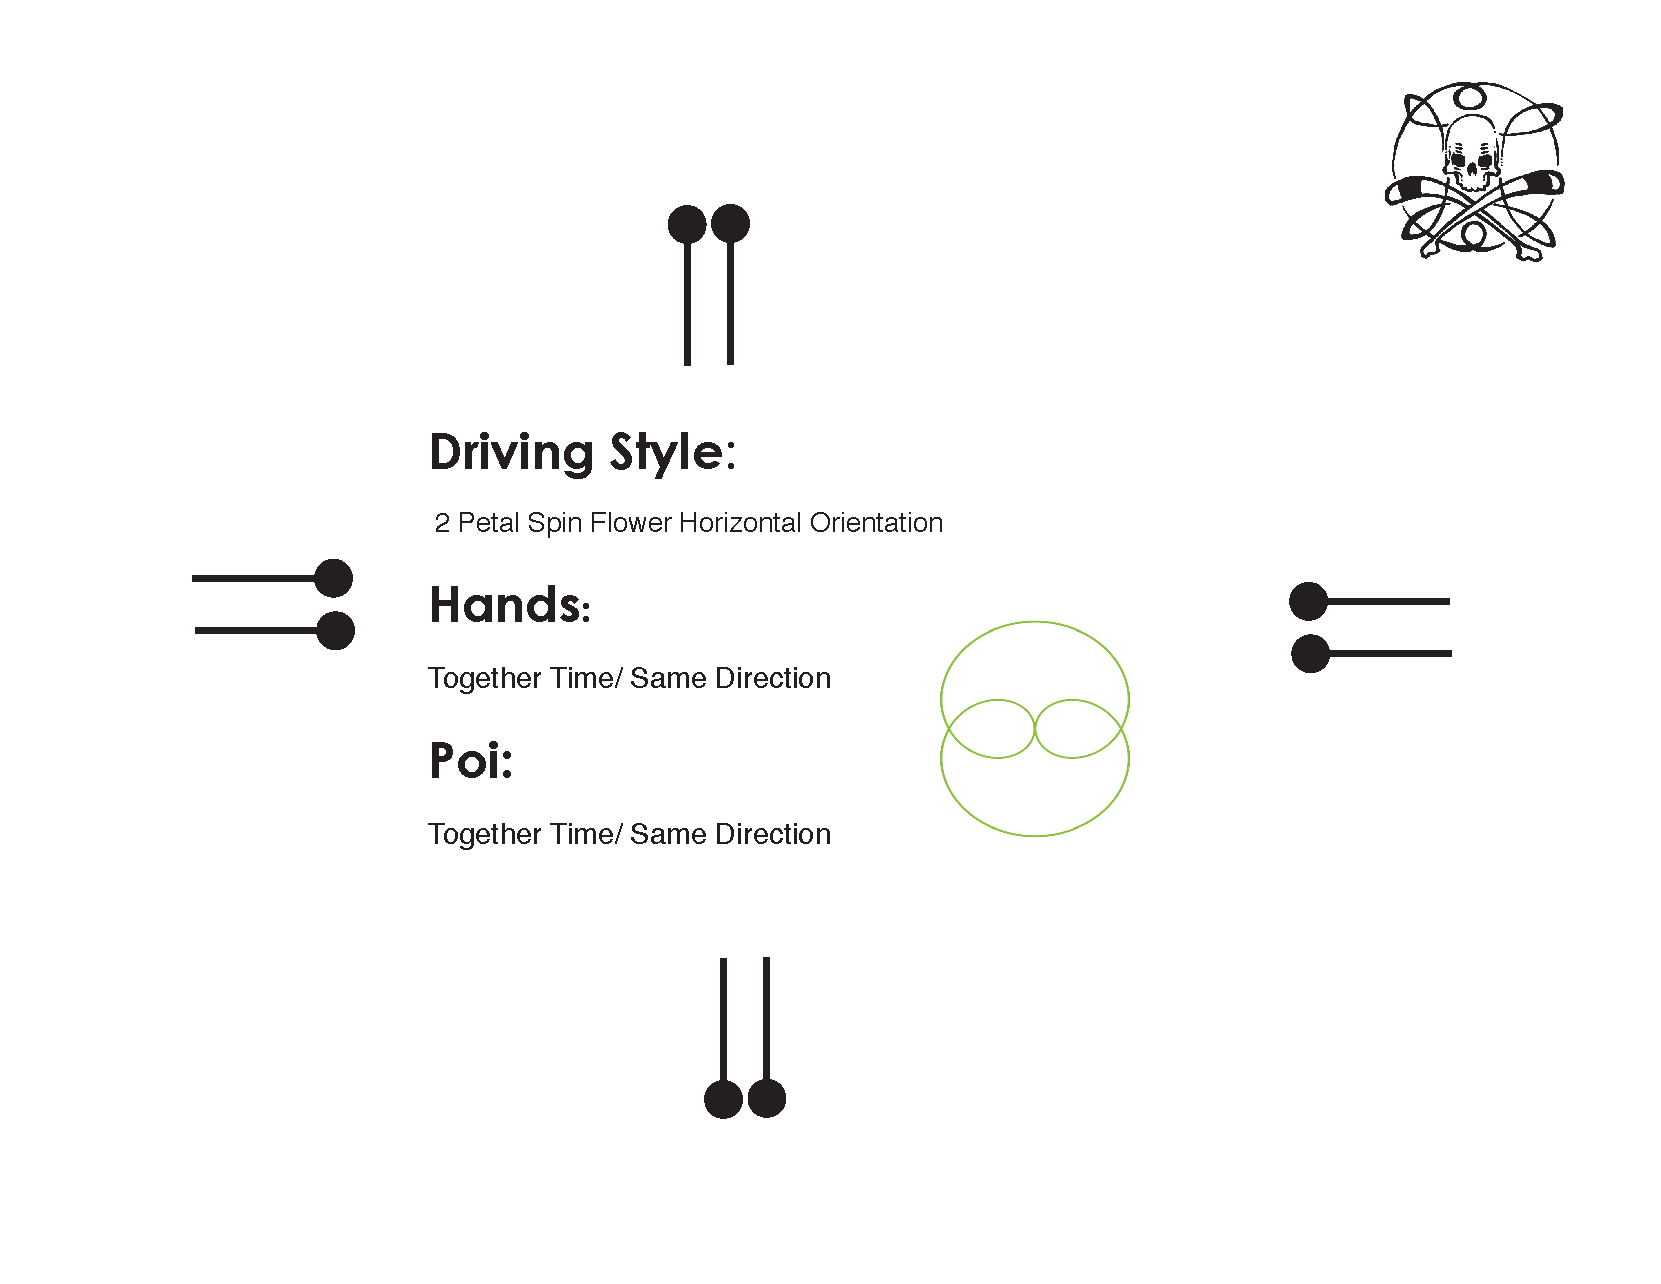 Driving Style:
2 Petal Spin Flower Horizontal Orientation
Hands:
Together Time/ Same Direction
Poi:
Together Time/ Same Direction